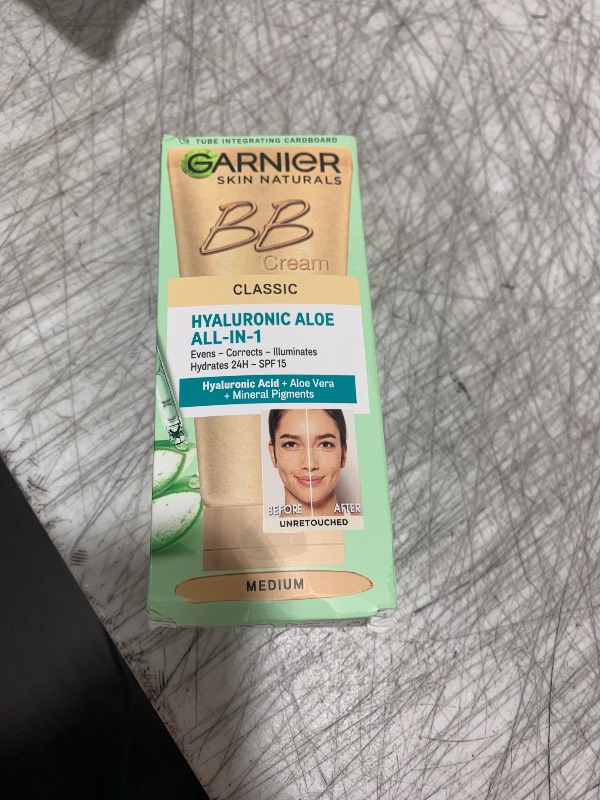 TUBE INTEGRATING CARDBOARD
GARNIER
SKIN NATURALS
BB
Cream
CLASSIC
HYALURONIC ALOE
ALL-IN-1
Evens – Corrects – Illuminates
Hydrates 24H – SPF15
Hyaluronic Acid + Aloe Vera
+ Mineral Pigments
BEFORE AFTER
UNRETOUCHED
MEDIUM